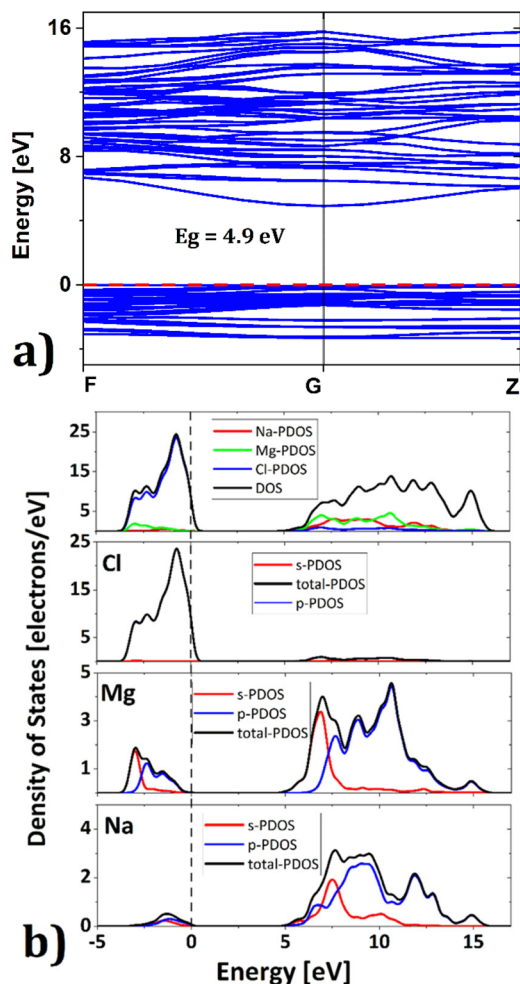 a)
16
8
0
Energy [eV]
Eg = 4.9 eV
F G Z
b)
Density of States [electrons/eV]
25
15
5
Na-PDOS
Mg-PDOS
Cl-PDOS
DOS
Cl
25
15
5
s-PDOS
total-PDOS
p-PDOS
Mg
5
3
1
s-PDOS
p-PDOS
total-PDOS
Na
4
2
0
s-PDOS
p-PDOS
total-PDOS
-5 0 5 10 15
Energy [eV]